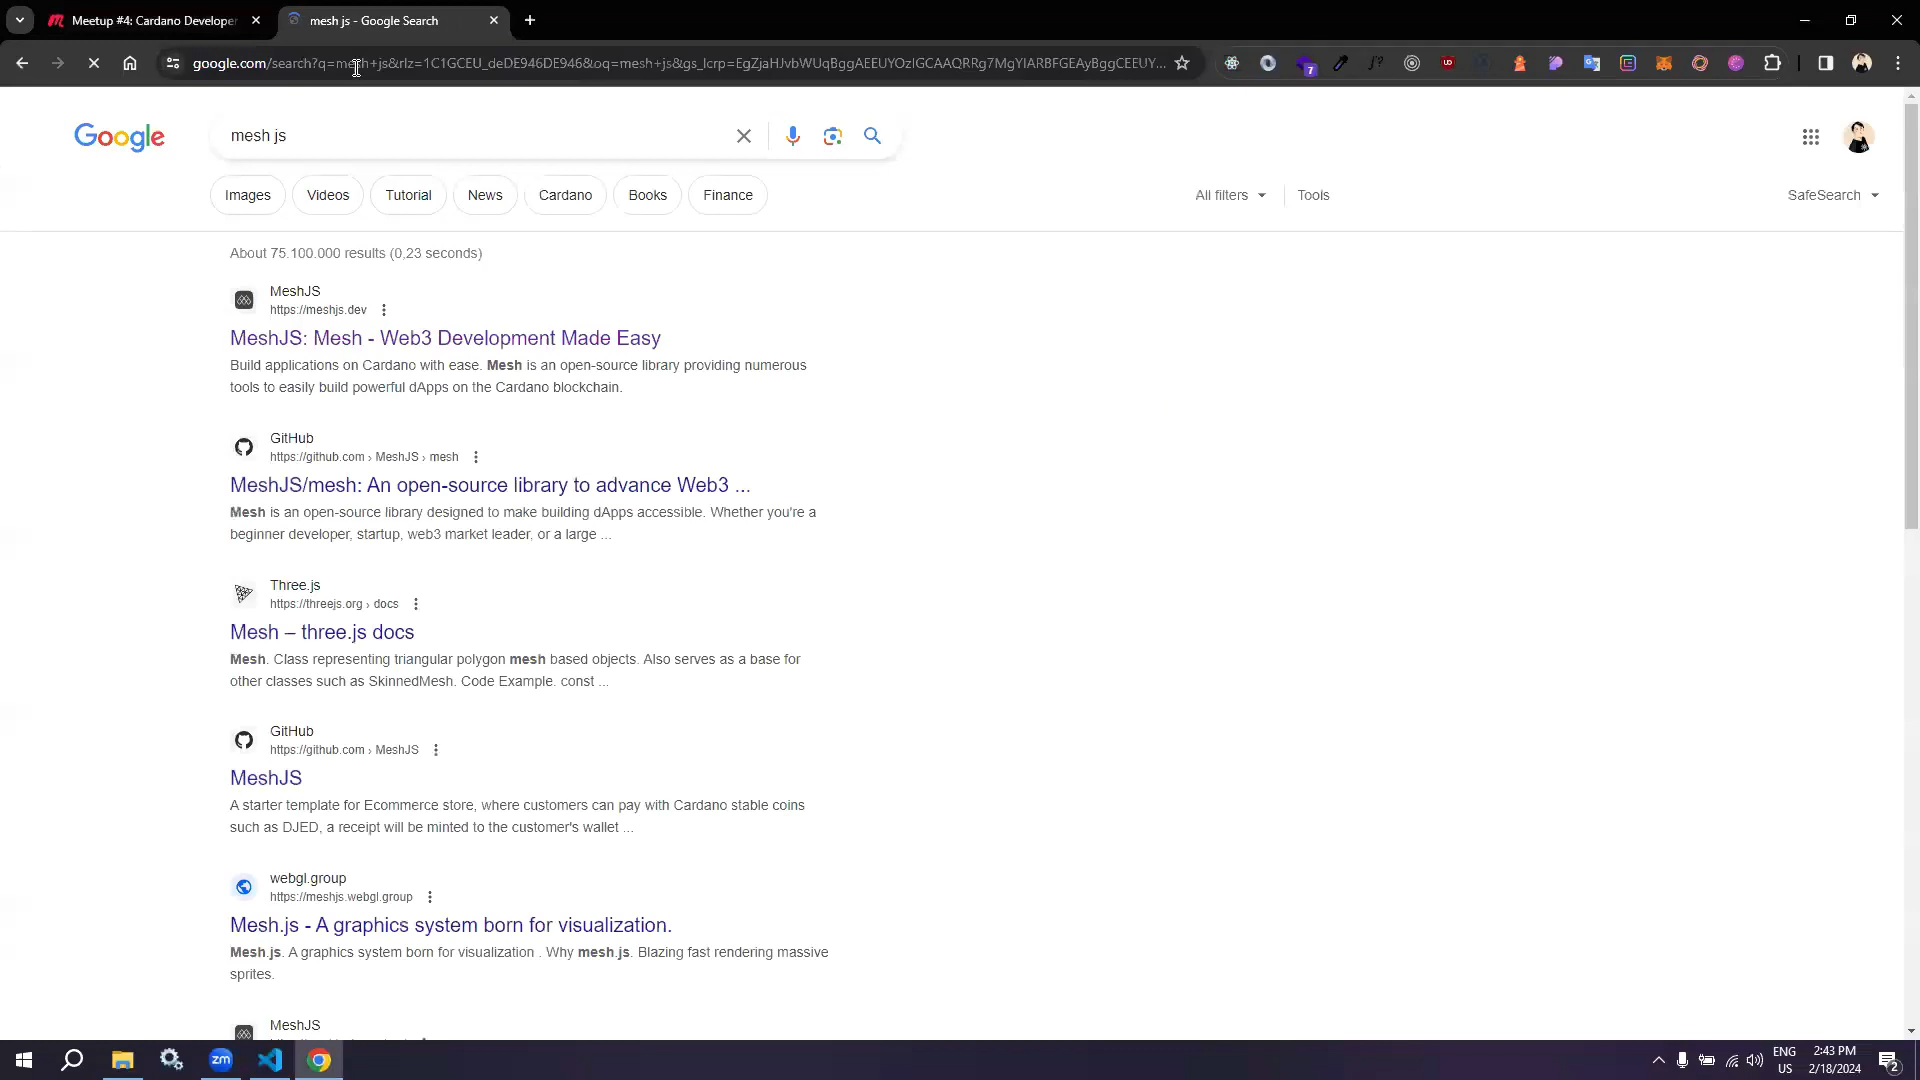 Meetup #4: Cardano Developer
mesh js - Google Search
google.com/search?q=mesh+js&rlz=1C1GCEU_deDE946DE946&oq=mesh+js&gs_lcrp=EgZjaHJvbWUqBggAEEUYOzIGCAAQRRg7MgYIARBFGEAyBggCEEUY...
7
Google
mesh js
Images
Videos
Tutorial
News
Cardano
Books
Finance
All filters
Tools
SafeSearch
About 75.100.000 results (0,23 seconds)
MeshJS
https://meshjs.dev
MeshJS: Mesh - Web3 Development Made Easy
Build applications on Cardano with ease. Mesh is an open-source library providing numerous
tools to easily build powerful dApps on the Cardano blockchain.
GitHub
https://github.com › MeshJS › mesh
MeshJS/mesh: An open-source library to advance Web3 ...
Mesh is an open-source library designed to make building dApps accessible. Whether you're a
beginner developer, startup, web3 market leader, or a large ...
Three.js
https://threejs.org › docs
Mesh – three.js docs
Mesh. Class representing triangular polygon mesh based objects. Also serves as a base for
other classes such as SkinnedMesh. Code Example. const ...
GitHub
https://github.com › MeshJS
MeshJS
A starter template for Ecommerce store, where customers can pay with Cardano stable coins
such as DJED, a receipt will be minted to the customer's wallet ...
webgl.group
https://meshjs.webgl.group
Mesh.js - A graphics system born for visualization.
Mesh.js. A graphics system born for visualization . Why mesh.js. Blazing fast rendering massive
sprites.
MeshJS
zm
ENG
US
2:43 PM
2/18/2024
2